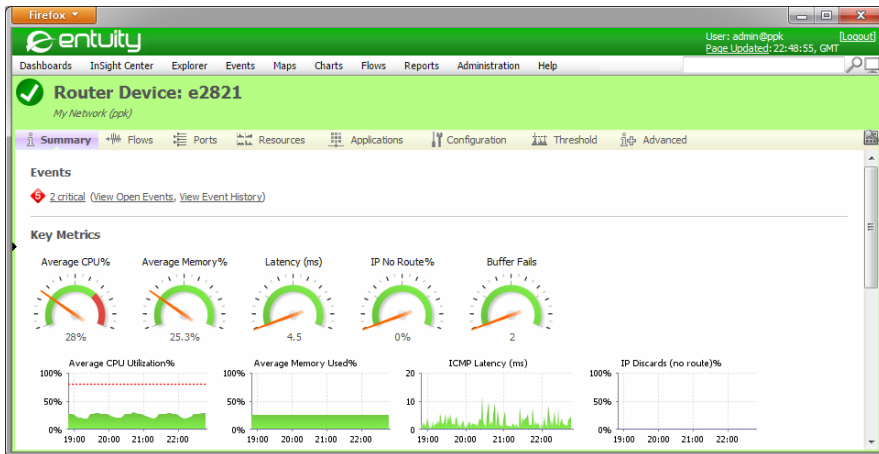 Firefox
entuity
User: admin@ppk [Logout]
Page Updated: 22:48:55, GMT
Dashboards InSight Center Explorer Events Maps Charts Flows Reports Administration Help
Router Device: e2821
My Network (ppk)
Summary Flows Ports Resources Applications Configuration Threshold Advanced
Events
5 2 critical (View Open Events, View Event History)
Key Metrics
Average CPU% Average Memory% Latency (ms) IP No Route% Buffer Fails
28% 25.3% 4.5 0% 2
Average CPU Utilization% Average Memory Used% ICMP Latency (ms) IP Discards (no route)%
100% 100% 20 100%
50% 50% 10 50%
0% 0% 0 0%
19:00 20:00 21:00 22:00 19:00 20:00 21:00 22:00 19:00 20:00 21:00 22:00 19:00 20:00 21:00 22:00